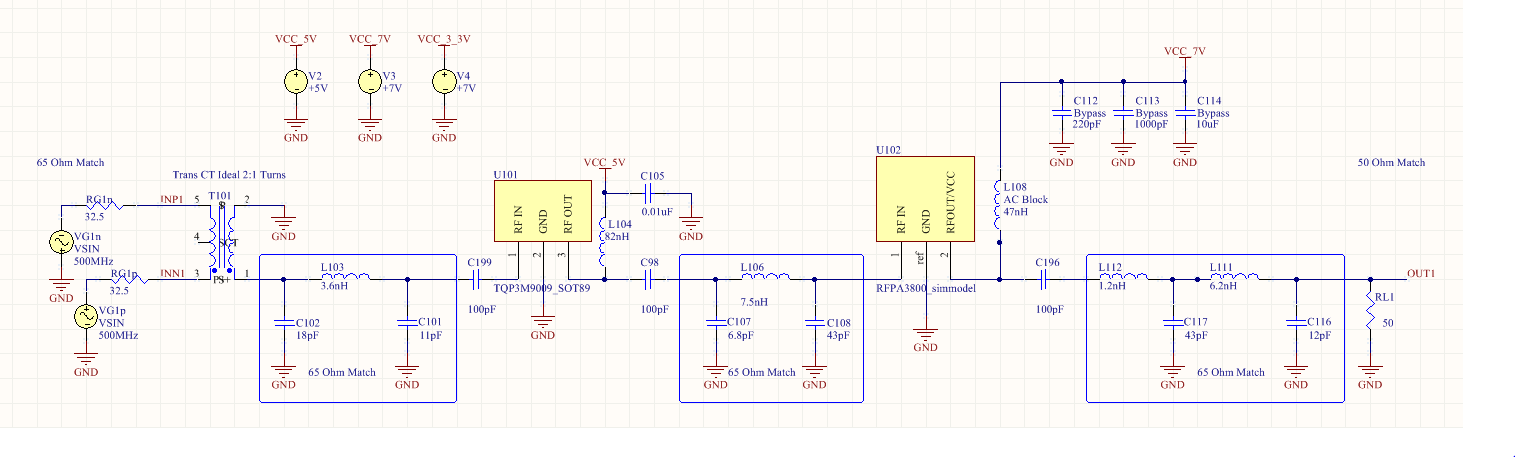 VCC_5V
VCC_7V
VCC_3_3V
V2
+5V
V3
+7V
V4
+7V
GND
GND
GND
VCC_7V
C112
Bypass
220pF
C113
Bypass
1000pF
C114
Bypass
10uF
GND
GND
GND
65 Ohm Match
50 Ohm Match
Trans CT Ideal 2:1 Turns
RG1n
32.5
INP1
5
T101
2
4
SCT
3
PS+
1
GND
VG1n
VSIN
500MHz
GND
RG1p
32.5
INN1
VG1p
VSIN
500MHz
GND
L103
3.6nH
C102
18pF
C101
11pF
GND
GND
65 Ohm Match
C199
100pF
U101
RF IN
GND
RF OUT
1
2
3
TQP3M9009_SOT89
GND
VCC_5V
C105
0.01uF
GND
L104
82nH
C98
100pF
L106
7.5nH
C107
6.8pF
C108
43pF
GND
GND
65 Ohm Match
U102
RF IN
GND
RFOUT/VCC
1
ref
2
RFPA3800_simmodel
GND
L108
AC Block
47nH
C196
100pF
L112
1.2nH
L111
6.2nH
C117
43pF
C116
12pF
GND
GND
65 Ohm Match
OUT1
RL1
50
GND